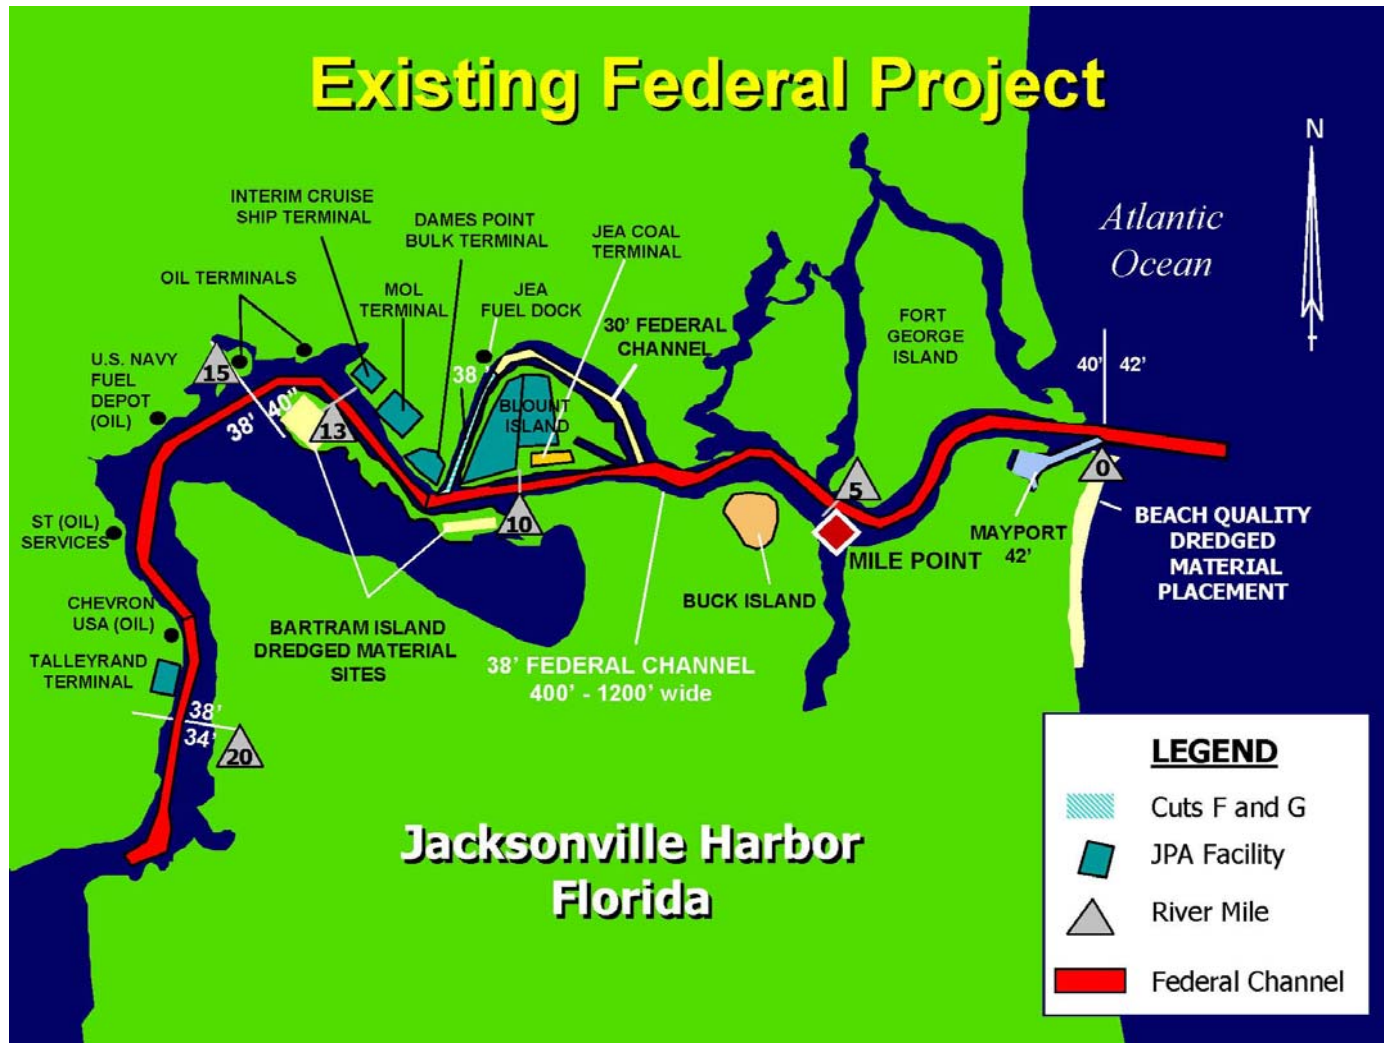 Existing Federal Project
N
Atlantic
Ocean
INTERIM CRUISE
SHIP TERMINAL
DAMES POINT
BULK TERMINAL
JEA COAL
TERMINAL
OIL TERMINALS
MOL
TERMINAL
JEA
FUEL DOCK
30' FEDERAL
CHANNEL
FORT
GEORGE
ISLAND
U.S. NAVY
FUEL
DEPOT
(OIL)
15
38'
40"
13
38'
BLOUNT
ISLAND
40' 42'
10
5
0
ST (OIL)
SERVICES
MILE POINT
MAYPORT
42'
BEACH QUALITY
DREDGED
MATERIAL
PLACEMENT
BUCK ISLAND
CHEVRON
USA (OIL)
TALLEYRAND
TERMINAL
BARTRAM ISLAND
DREDGED MATERIAL
SITES
38' FEDERAL CHANNEL
400' - 1200' wide
38'
34'
20
Jacksonville Harbor
Florida
LEGEND
Cuts F and G
JPA Facility
River Mile
Federal Channel